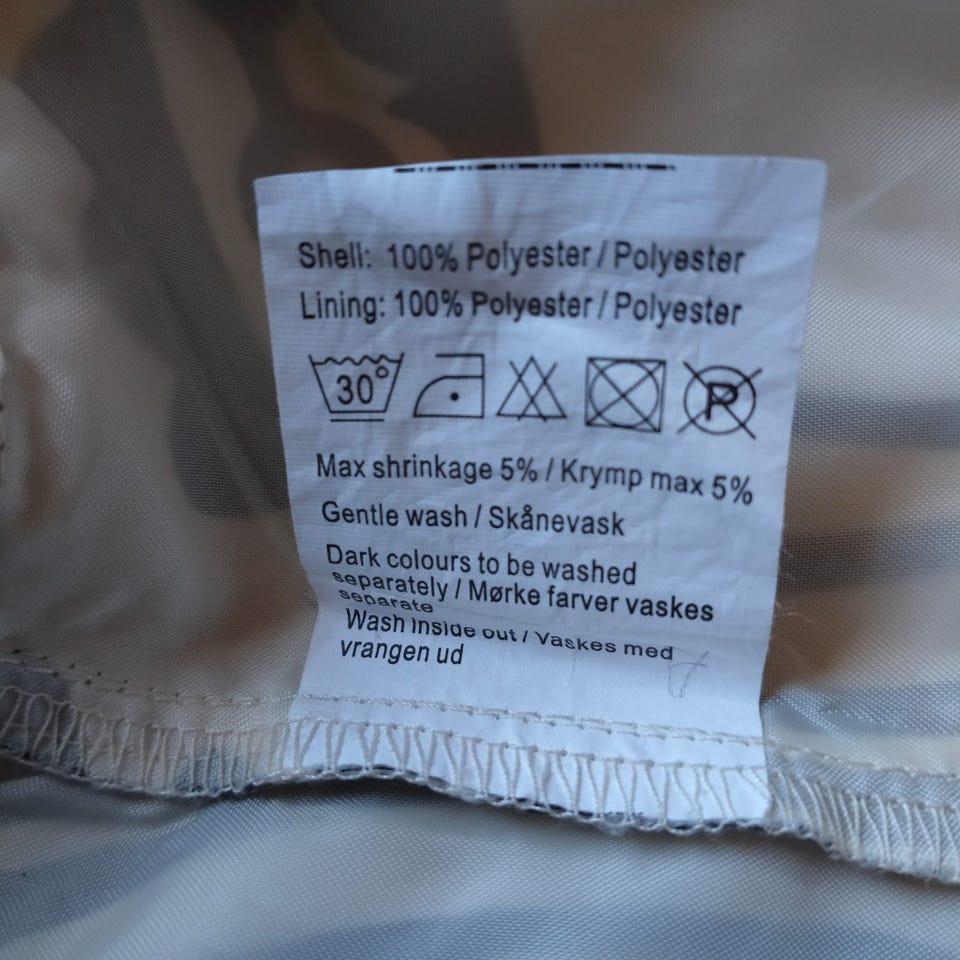 Shell: 100% Polyester / Polyester
Lining: 100% Polyester / Polyester
30°
P
Max shrinkage 5% / Krymp max 5%
Gentle wash / Skånevask
Dark colours to be washed
separately / Mørke farver vaskes
separate
Wash inside out / Vaskes med
vrangen ud